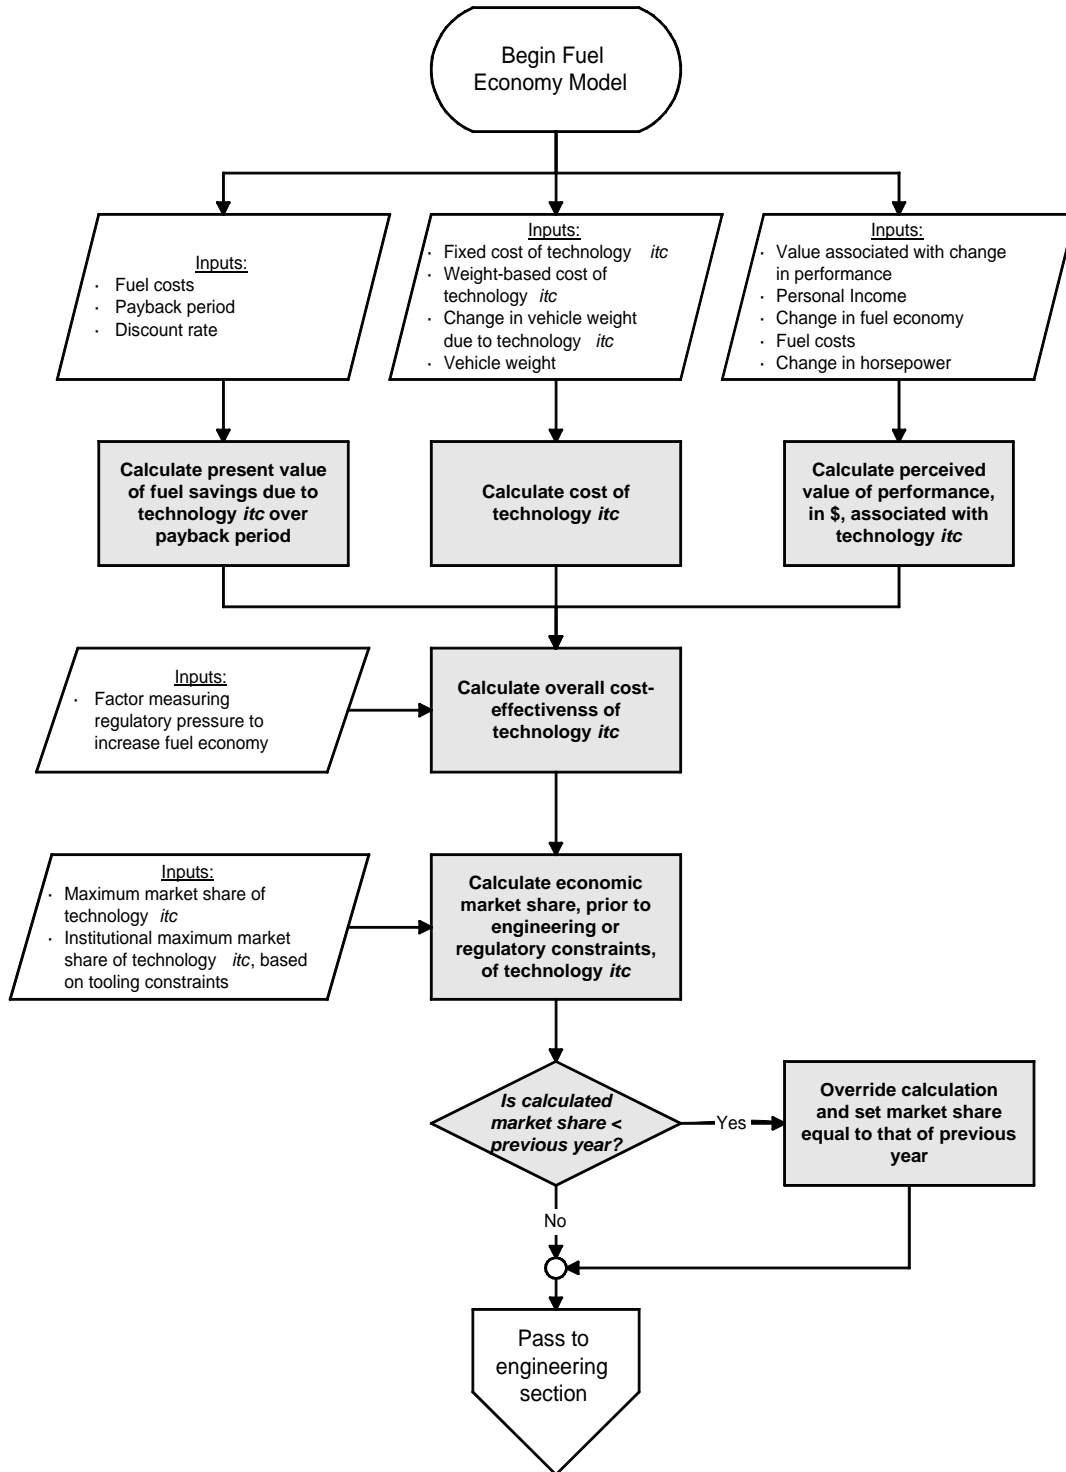 Begin Fuel
Economy Model
Inputs:
· Fuel costs
· Payback period
· Discount rate
Inputs:
· Fixed cost of technology itc
· Weight-based cost of
technology itc
· Change in vehicle weight
due to technology itc
· Vehicle weight
Inputs:
· Value associated with change
in performance
· Personal Income
· Change in fuel economy
· Fuel costs
· Change in horsepower
Calculate present value
of fuel savings due to
technology itc over
payback period
Calculate cost of
technology itc
Calculate perceived
value of performance,
in $, associated with
technology itc
Inputs:
· Factor measuring
regulatory pressure to
increase fuel economy
Calculate overall cost-
effectivenss of
technology itc
Inputs:
· Maximum market share of
technology itc
· Institutional maximum market
share of technology itc, based
on tooling constraints
Calculate economic
market share, prior to
engineering or
regulatory constraints,
of technology itc
Is calculated
market share <
previous year?
Yes
Override calculation
and set market share
equal to that of previous
year
No
Pass to
engineering
section